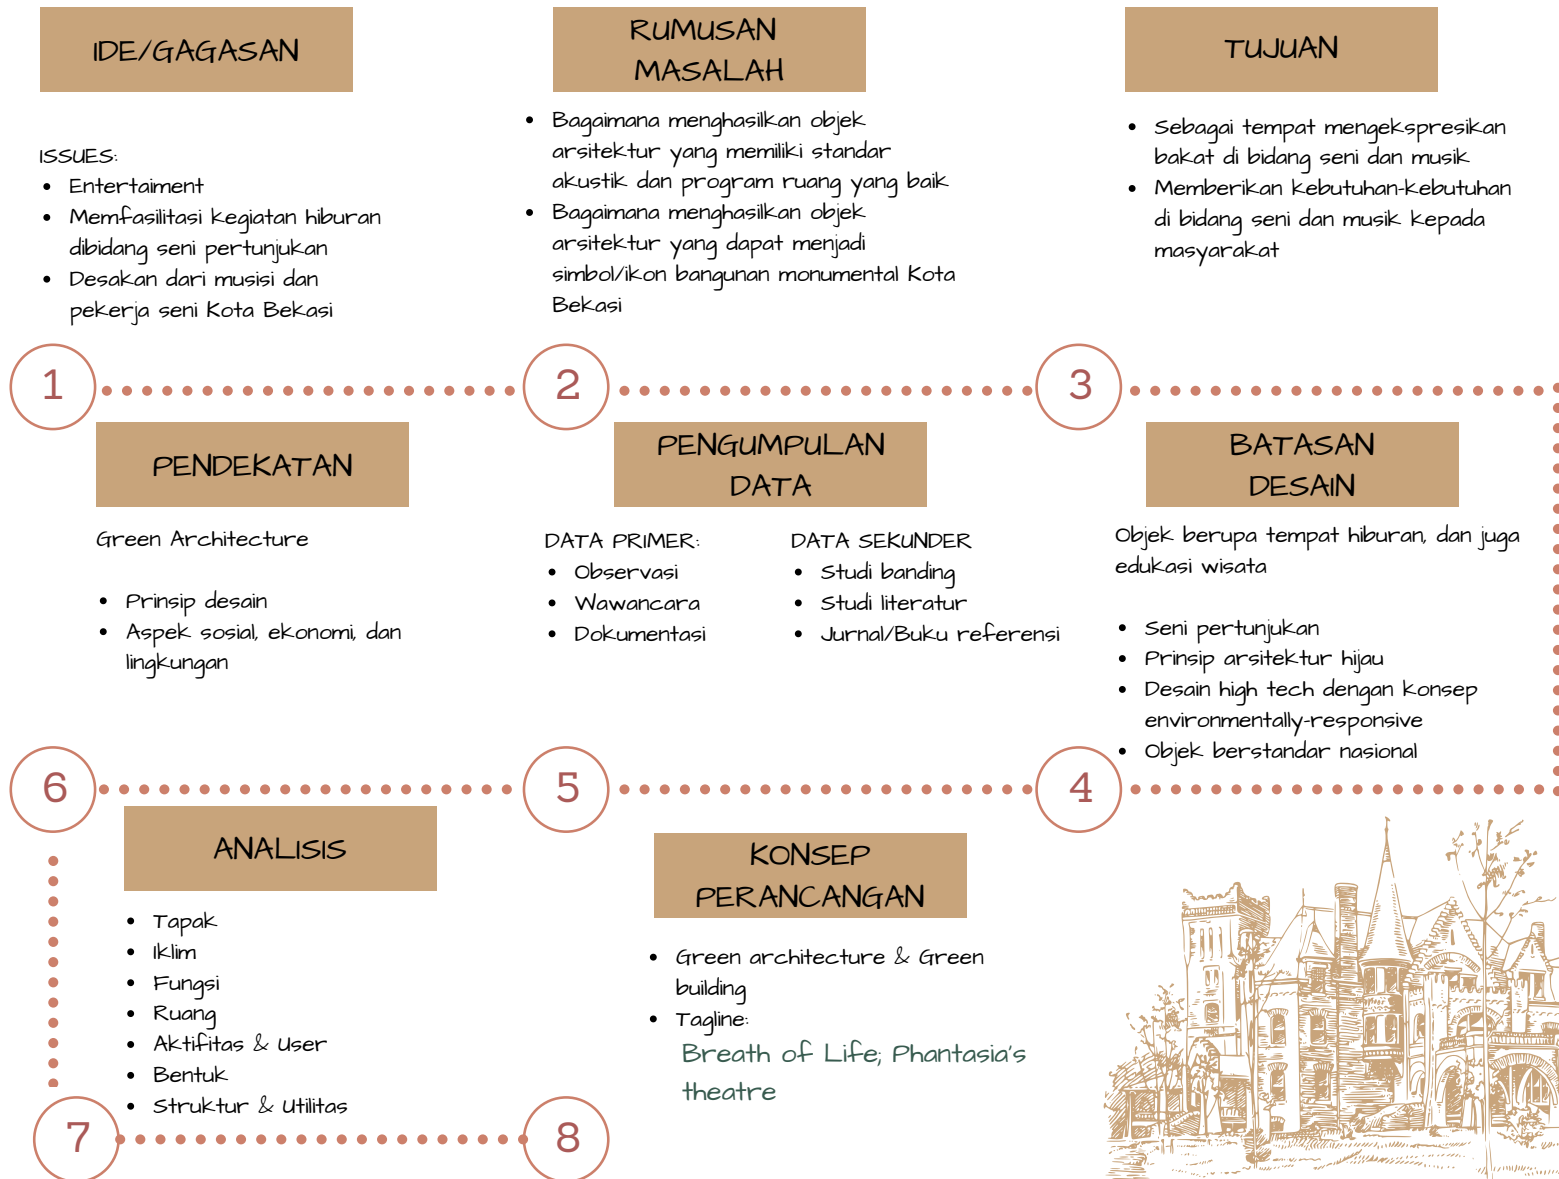 IDE/GAGASAN
ISSUES:
Entertaiment
Memfasilitasi kegiatan hiburan
dibidang seni pertunjukan
Desakan dari musisi dan
pekerja seni Kota Bekasi
1
RUMUSAN
MASALAH
Bagaimana menghasilkan objek
arsitektur yang memiliki standar
akustik dan program ruang yang baik
Bagaimana menghasilkan objek
arsitektur yang dapat menjadi
simbol/ikon bangunan monumental Kota
Bekasi
2
TUJUAN
Sebagai tempat mengekspresikan
bakat di bidang seni dan musik
Memberikan kebutuhan-kebutuhan
di bidang seni dan musik kepada
masyarakat
3
BATASAN
DESAIN
Objek berupa tempat hiburan, dan juga
edukasi wisata
Seni pertunjukan
Prinsip arsitektur hijau
Desain high tech dengan konsep
environmentally-responsive
Objek berstandar nasional
4
PENGUMPULAN
DATA
DATA PRIMER:
Observasi
Wawancara
Dokumentasi
DATA SEKUNDER
Studi banding
Studi literatur
Jurnal/Buku referensi
5
PENDEKATAN
Green Architecture
Prinsip desain
Aspek sosial, ekonomi, dan
lingkungan
6
ANALISIS
Tapak
Iklim
Fungsi
Ruang
Aktifitas & User
Bentuk
Struktur & Utilitas
7
KONSEP
PERANCANGAN
Green architecture & Green
building
Tagline:
Breath of Life; Phantasia's
theatre
8